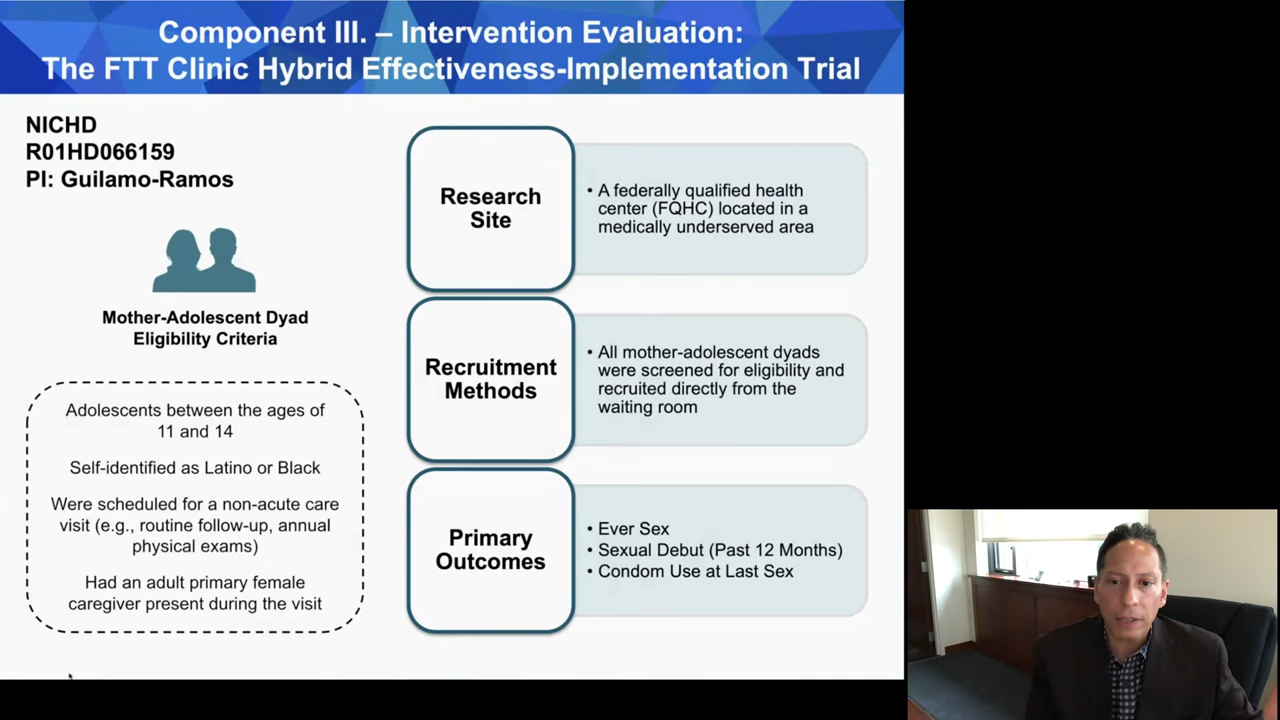 Component III. – Intervention Evaluation:
The FTT Clinic Hybrid Effectiveness-Implementation Trial
NICHD
R01HD066159
PI: Guilamo-Ramos
Mother-Adolescent Dyad
Eligibility Criteria
Adolescents between the ages of
11 and 14
Self-identified as Latino or Black
Were scheduled for a non-acute care
visit (e.g., routine follow-up, annual
physical exams)
Had an adult primary female
caregiver present during the visit
Research
Site
• A federally qualified health
center (FQHC) located in a
medically underserved area
Recruitment
Methods
• All mother-adolescent dyads
were screened for eligibility and
recruited directly from the
waiting room
Primary
Outcomes
• Ever Sex
• Sexual Debut (Past 12 Months)
• Condom Use at Last Sex